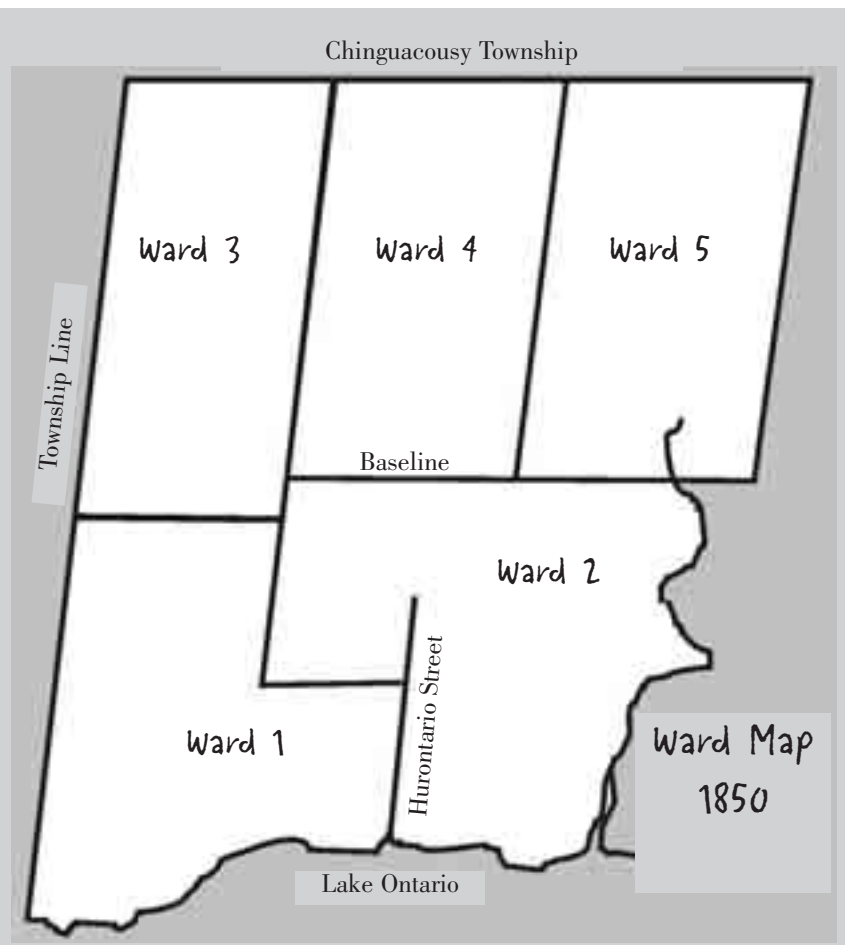 Chinguacousy Township
Ward 3
Ward 4
Ward 5
Township Line
Baseline
Ward 2
Hurontario Street
Ward 1
Ward Map
1850
Lake Ontario